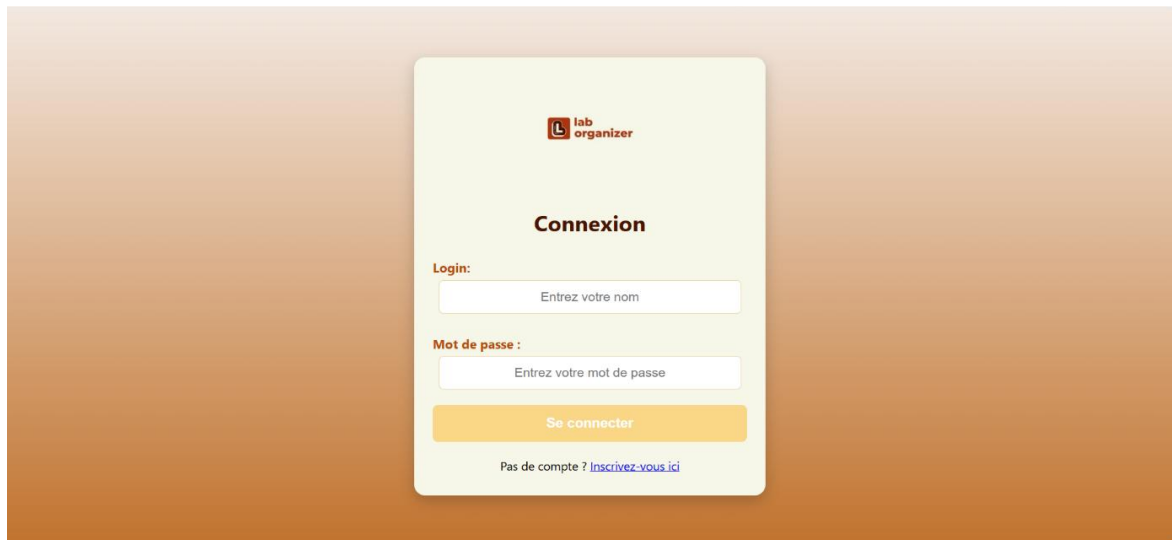 lab
organizer
Connexion
Login:
Entrez votre nom
Mot de passe :
Entrez votre mot de passe
Se connecter
Pas de compte ? Inscrivez-vous ici